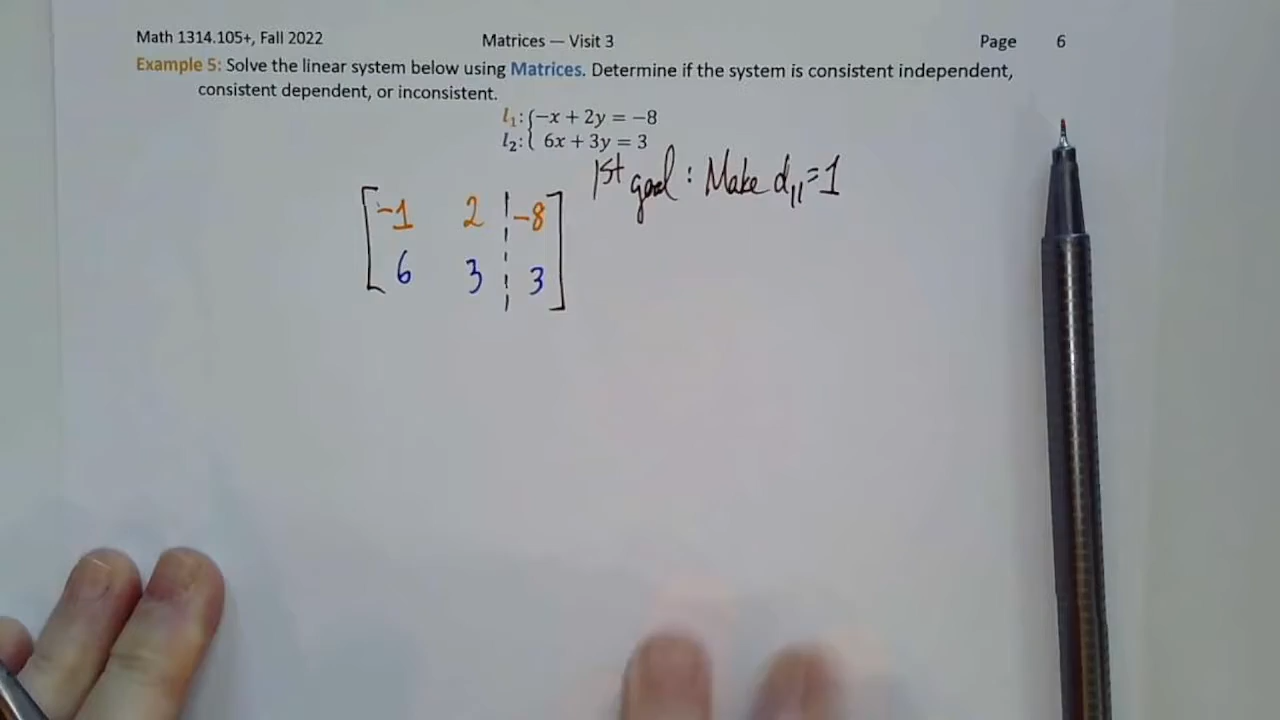 Math 1314.105+, Fall 2022 Matrices — Visit 3 Page 6
Example 5: Solve the linear system below using Matrices. Determine if the system is consistent independent,
consistent dependent, or inconsistent.
l₁: { −x + 2y = −8
l₂: { 6x + 3y = 3
1st goal: Make d₁₁=1
[ -1 2 ¦ -8 ]
[ 6 3 ¦ 3 ]